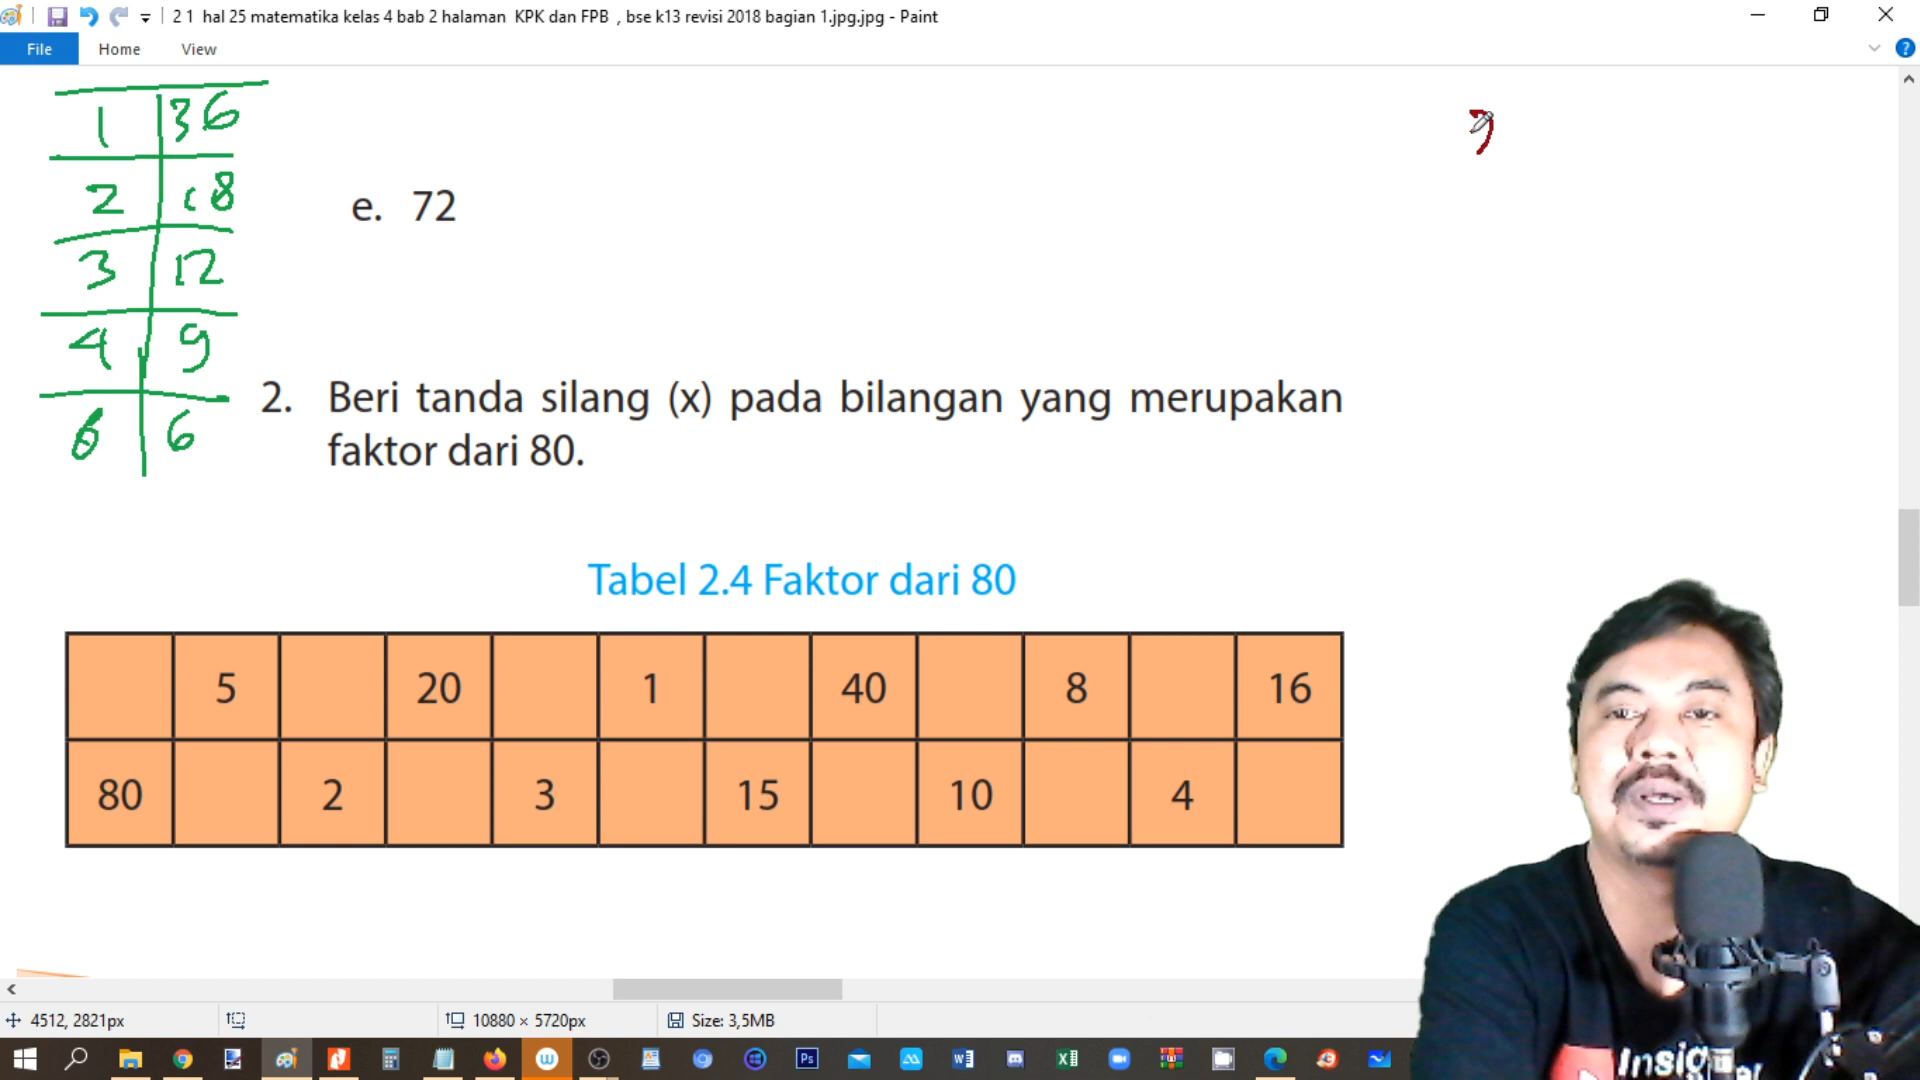 2 1 hal 25 matematika kelas 4 bab 2 halaman KPK dan FPB , bse k13 revisi 2018 bagian 1.jpg.jpg - Paint
File Home View
1 36
2 18
3 12
4 9
6 6
7
e. 72
2. Beri tanda silang (x) pada bilangan yang merupakan
faktor dari 80.
Tabel 2.4 Faktor dari 80
5 20 1 40 8 16
80 2 3 15 10 4
4512, 2821px 10880 × 5720px Size: 3,5MB
Ps
Insig